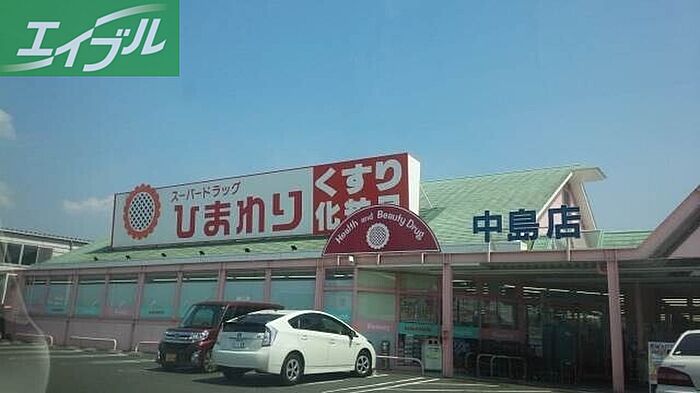 エイブル
スーパードラッグ
ひまわり
くすり
化粧品
Health and Beauty Drug
中島店